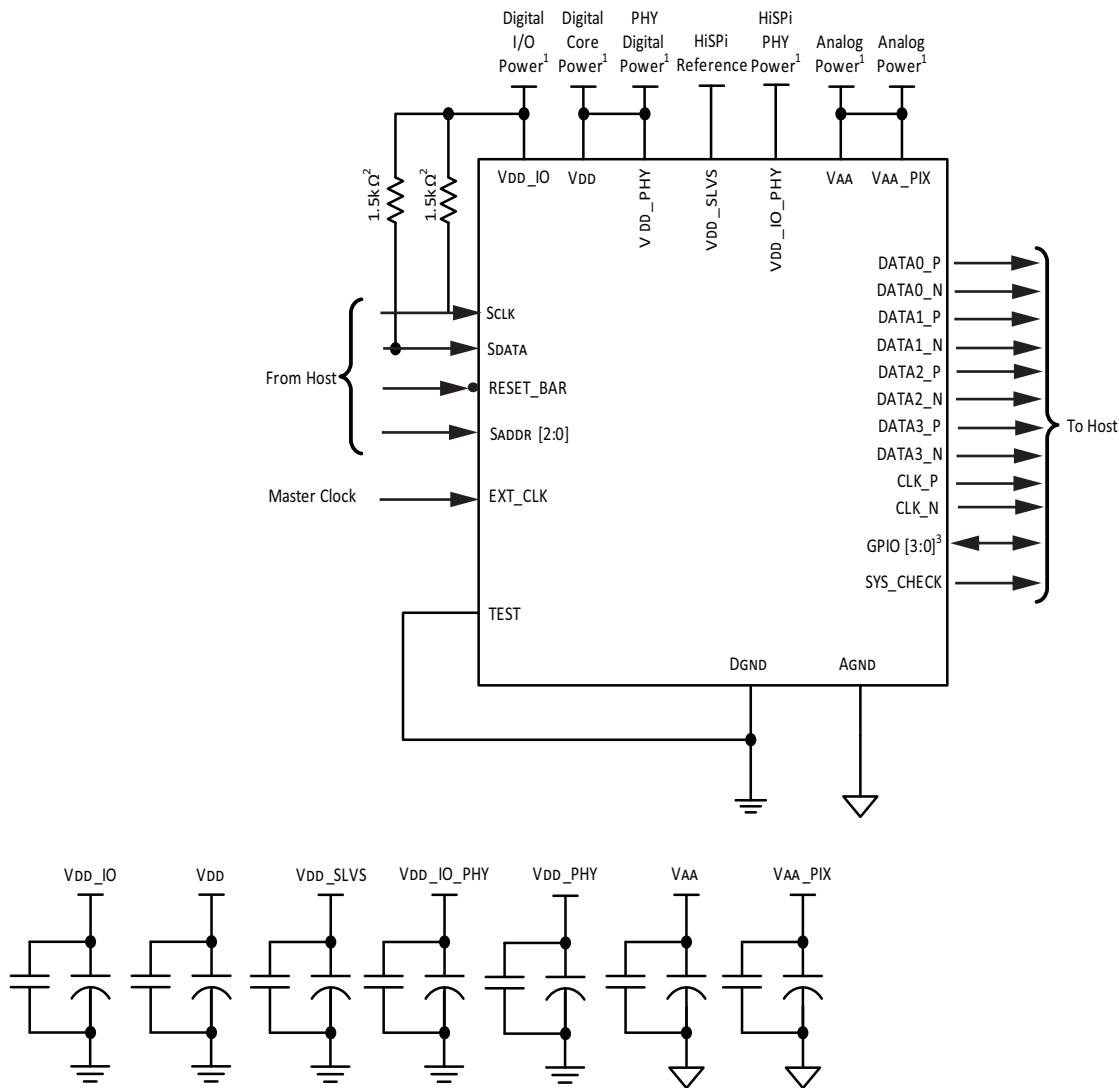 Digital
I/O
Power1
Digital
Core
Power1
PHY
Digital
Power1
HiSPi
Reference
HiSPi
PHY
Power1
Analog
Power1
Analog
Power1
1.5kΩ2
1.5kΩ2
VDD_IO
VDD
VDD_PHY
VDD_SLVS
VDD_IO_PHY
VAA
VAA_PIX
From Host
SCLK
SDATA
RESET_BAR
SADDR [2:0]
Master Clock
EXT_CLK
TEST
DATA0_P
DATA0_N
DATA1_P
DATA1_N
DATA2_P
DATA2_N
DATA3_P
DATA3_N
CLK_P
CLK_N
GPIO [3:0]3
SYS_CHECK
To Host
DGND
AGND
VDD_IO
VDD
VDD_SLVS
VDD_IO_PHY
VDD_PHY
VAA
VAA_PIX